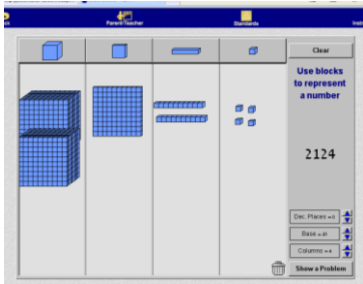 Parent/Teacher
Standards
Clear
Use blocks
to represent
a number
2124
Dec. Places = 0
Base = 10
Columns = 4
Show a Problem